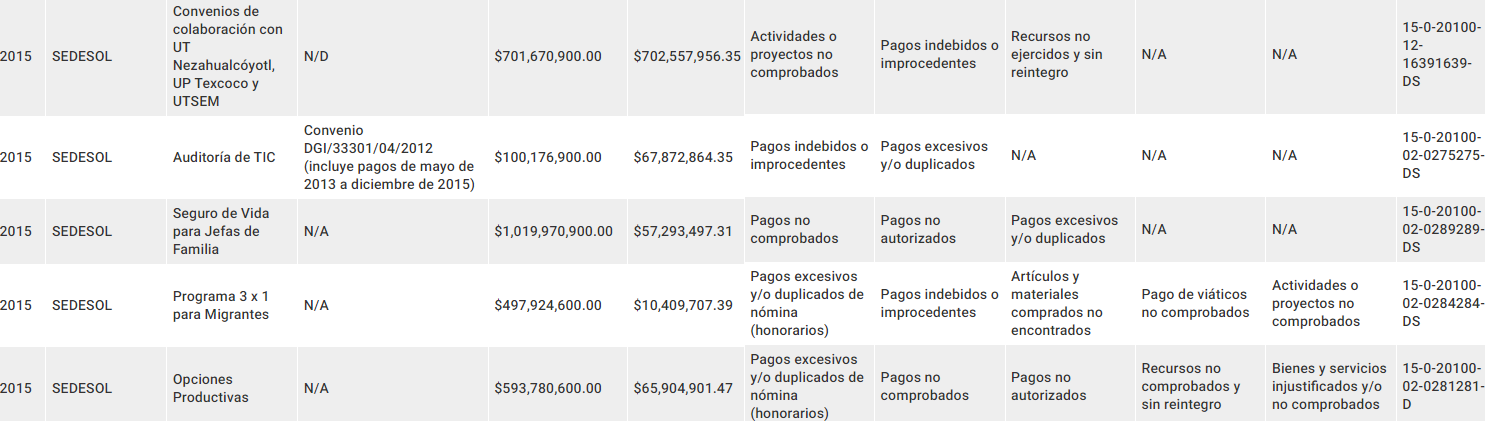 2015
SEDESOL
Convenios de
colaboración con
UT
Nezahualcóyotl,
UP Texcoco y
UTSEM
N/D
$701,670,900.00
$702,557,956.35
Actividades o
proyectos no
comprobados
Pagos indebidos o
improcedentes
Recursos no
ejercidos y sin
reintegro
N/A
N/A
15-0-20100-
12-
16391639-
DS
2015
SEDESOL
Auditoría de TIC
Convenio
DGI/33301/04/2012
(incluye pagos de mayo de
2013 a diciembre de 2015)
$100,176,900.00
$67,872,864.35
Pagos indebidos o
improcedentes
Pagos excesivos
y/o duplicados
N/A
N/A
N/A
15-0-20100-
02-0275275-
DS
2015
SEDESOL
Seguro de Vida
para Jefas de
Familia
N/A
$1,019,970,900.00
$57,293,497.31
Pagos no
comprobados
Pagos no
autorizados
Pagos excesivos
y/o duplicados
N/A
N/A
15-0-20100-
02-0289289-
DS
2015
SEDESOL
Programa 3 x 1
para Migrantes
N/A
$497,924,600.00
$10,409,707.39
Pagos excesivos
y/o duplicados de
nómina
(honorarios)
Pagos indebidos o
improcedentes
Artículos y
materiales
comprados no
encontrados
Pago de viáticos
no comprobados
Actividades o
proyectos no
comprobados
15-0-20100-
02-0284284-
DS
2015
SEDESOL
Opciones
Productivas
N/A
$593,780,600.00
$65,904,901.47
Pagos excesivos
y/o duplicados de
nómina
(honorarios)
Pagos no
comprobados
Pagos no
autorizados
Recursos no
comprobados y
sin reintegro
Bienes y servicios
injustificados y/o
no comprobados
15-0-20100-
02-0281281-
D